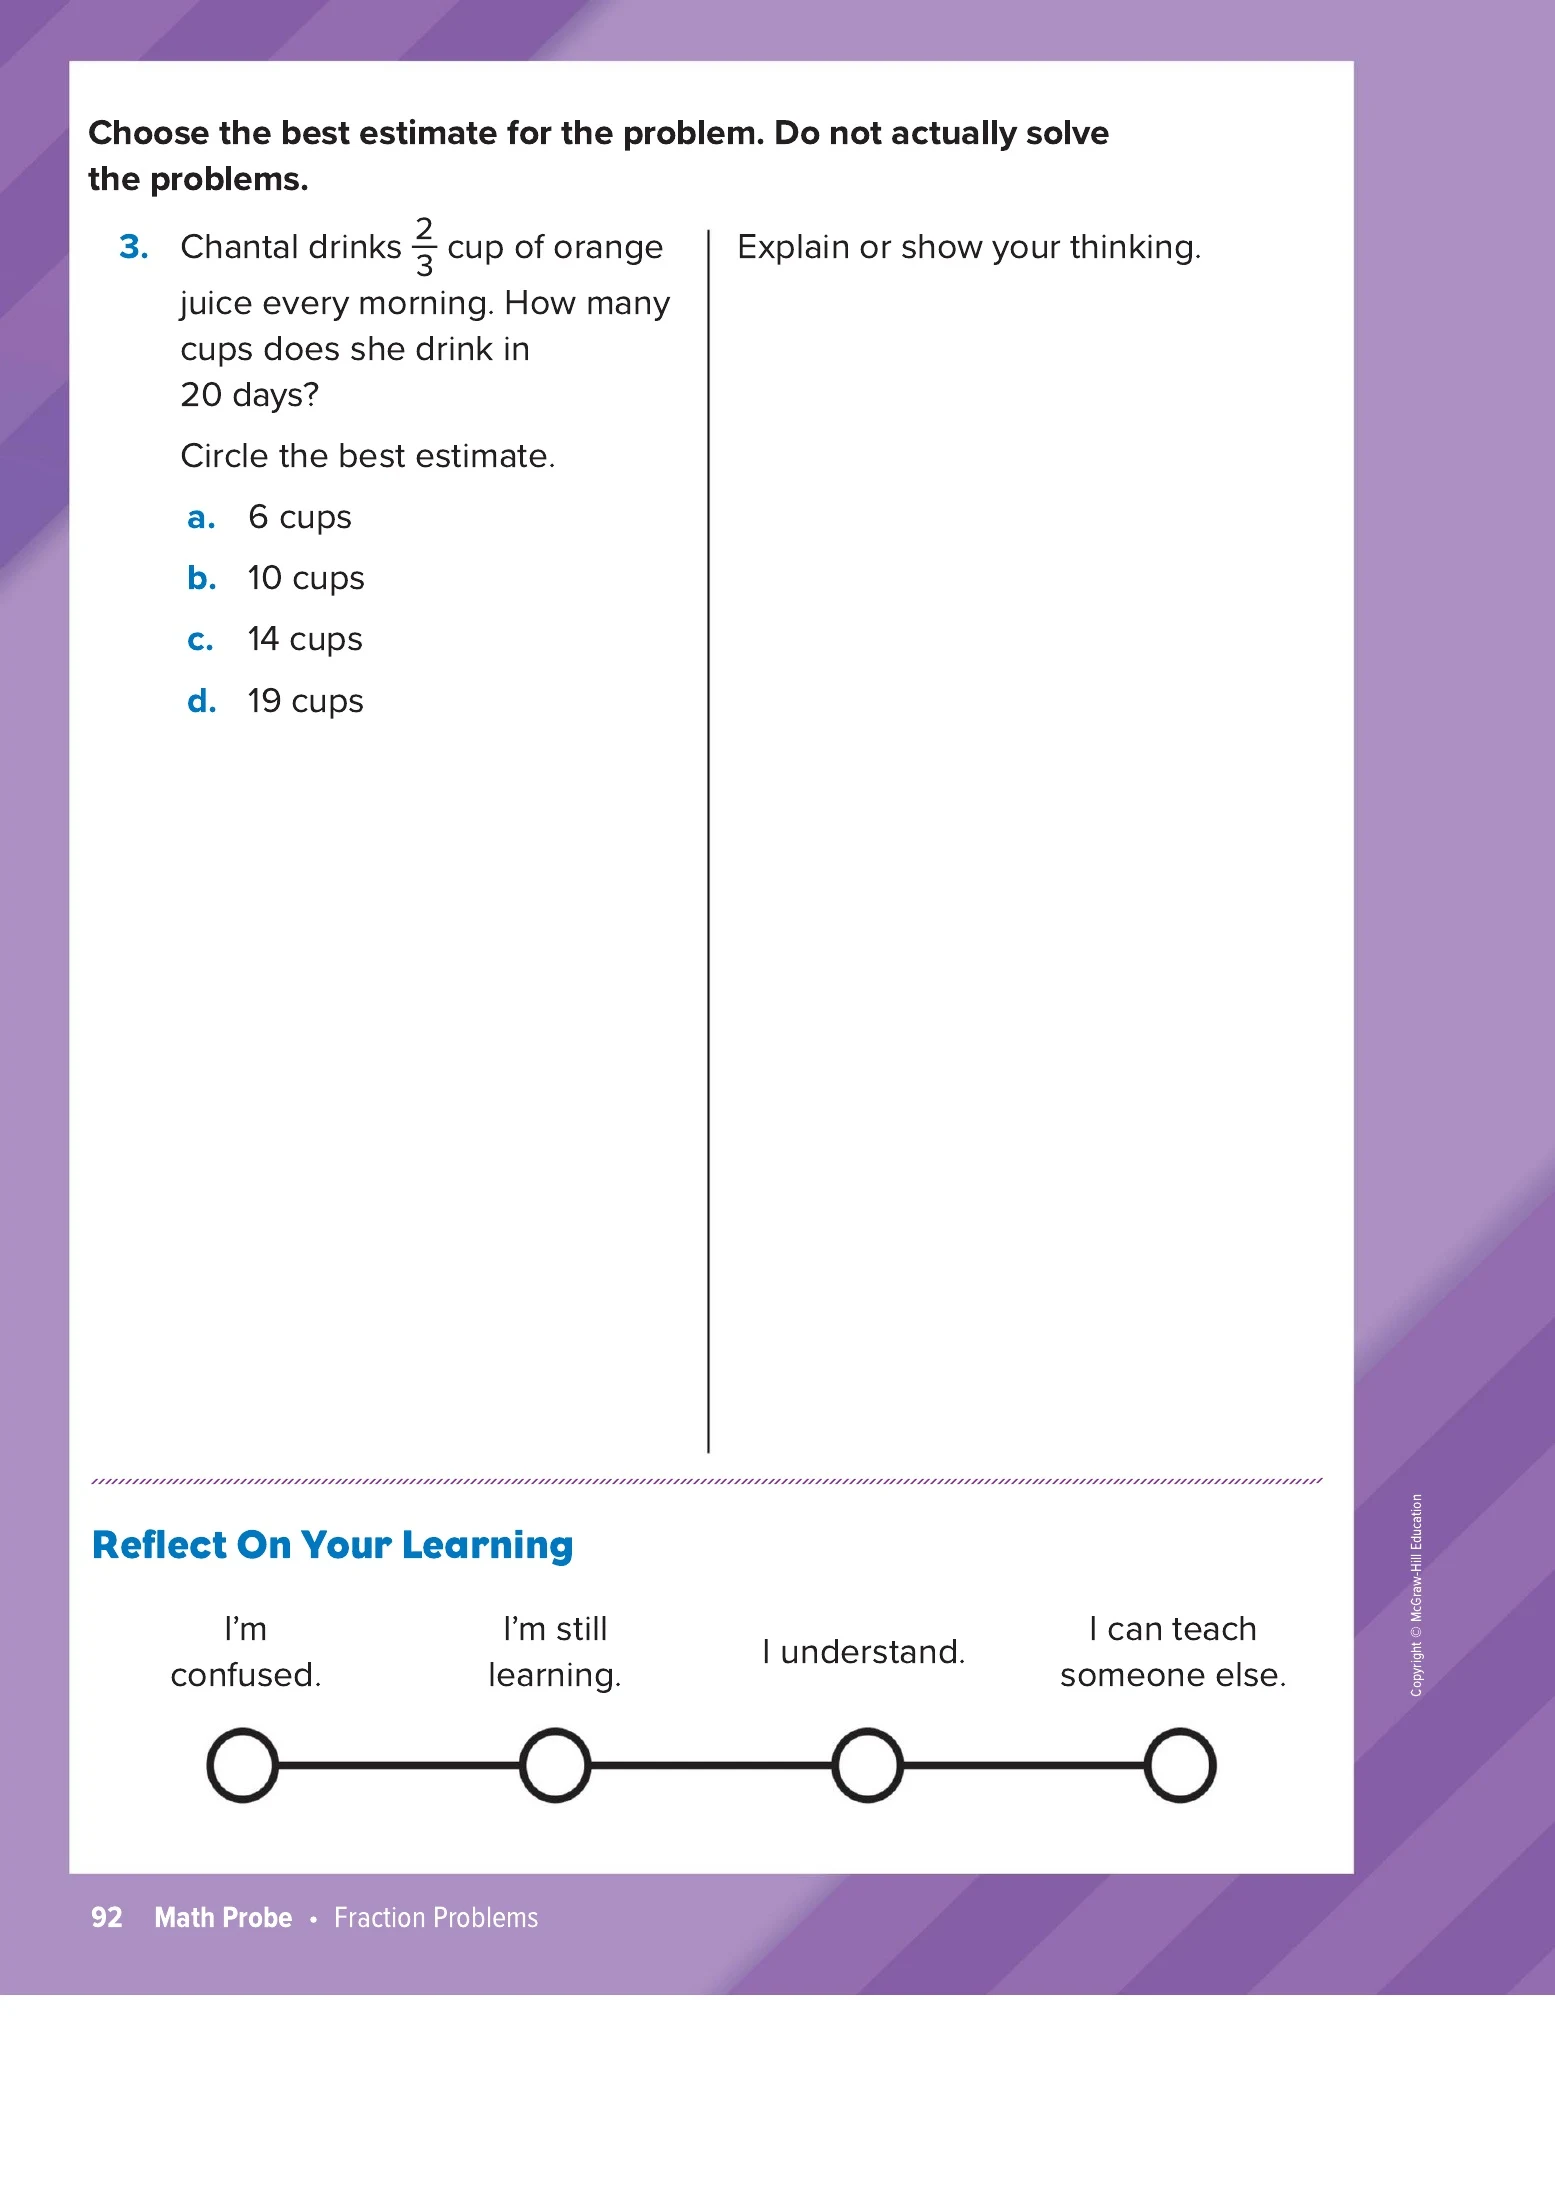 Choose the best estimate for the problem. Do not actually solve
the problems.
3. Chantal drinks 2/3 cup of orange
juice every morning. How many
cups does she drink in
20 days?
Circle the best estimate.
a. 6 cups
b. 10 cups
c. 14 cups
d. 19 cups
Explain or show your thinking.
Reflect On Your Learning
I’m
confused.
I’m still
learning.
I understand.
I can teach
someone else.
Copyright © McGraw-Hill Education
92 Math Probe • Fraction Problems